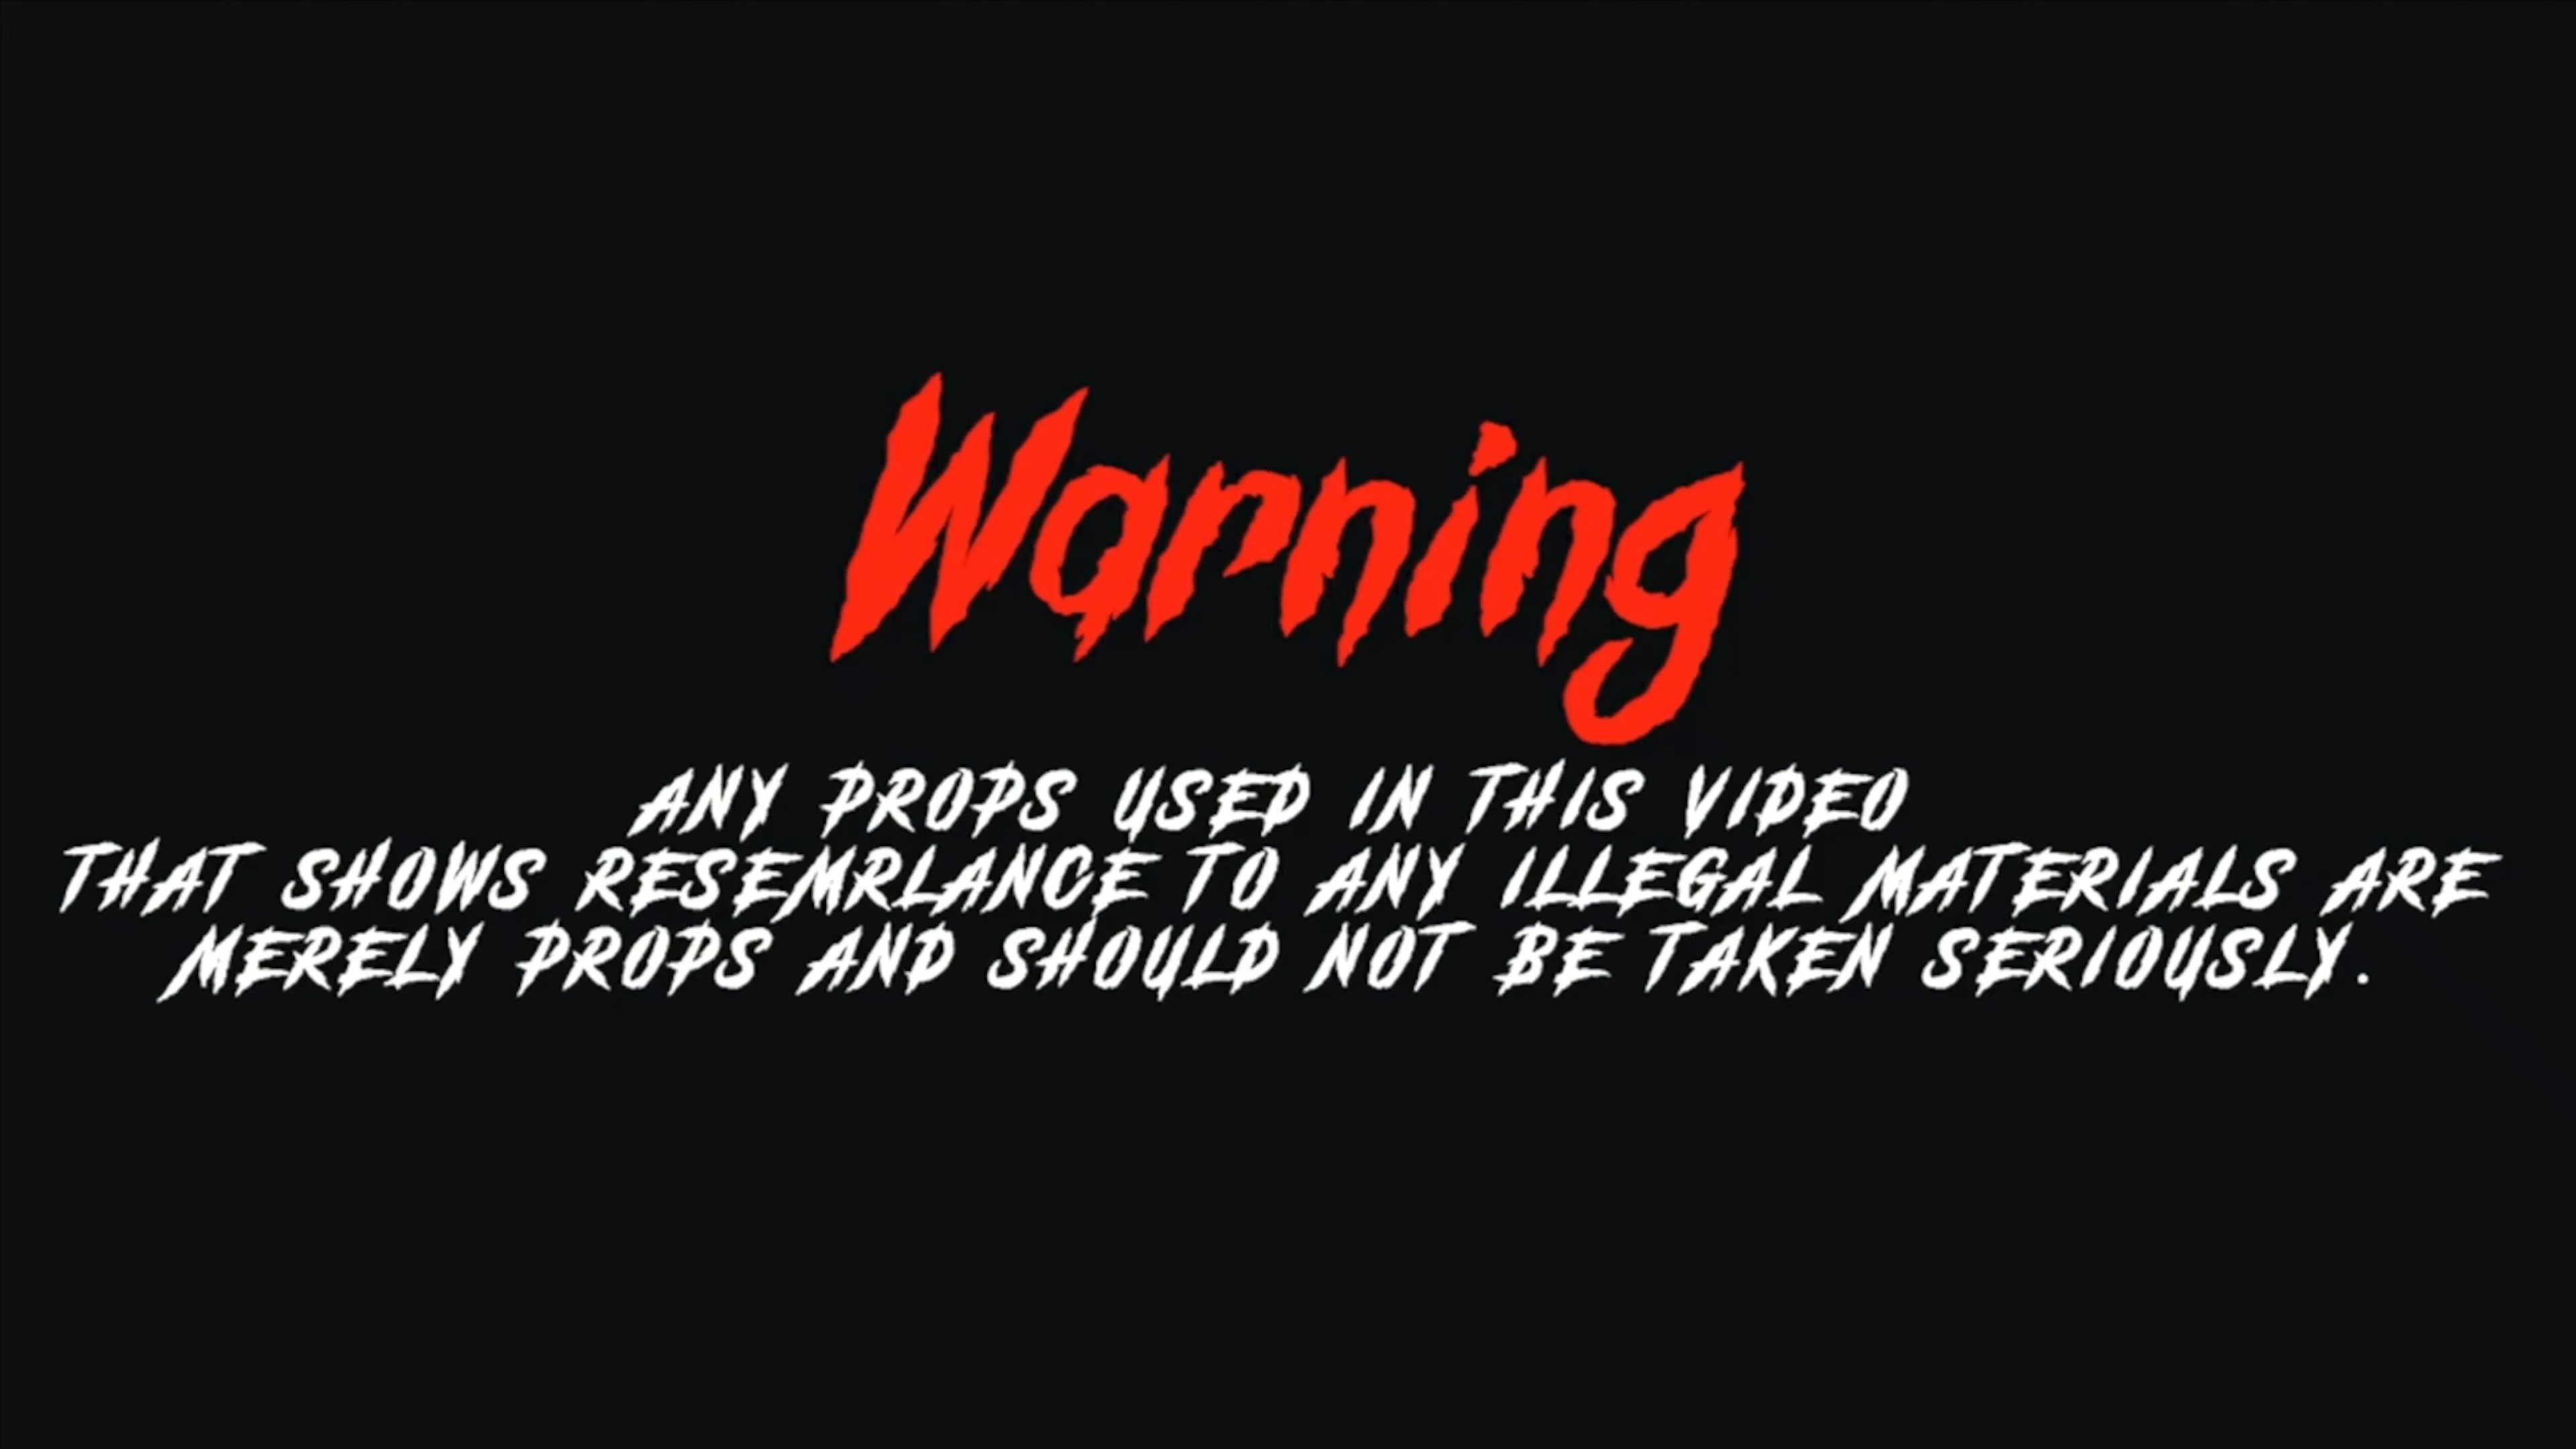 Warning
ANY PROPS USED IN THIS VIDEO
THAT SHOWS RESEMRLANCE TO ANY ILLEGAL MATERIALS ARE
MERELY PROPS AND SHOULD NOT BE TAKEN SERIOUSLY.